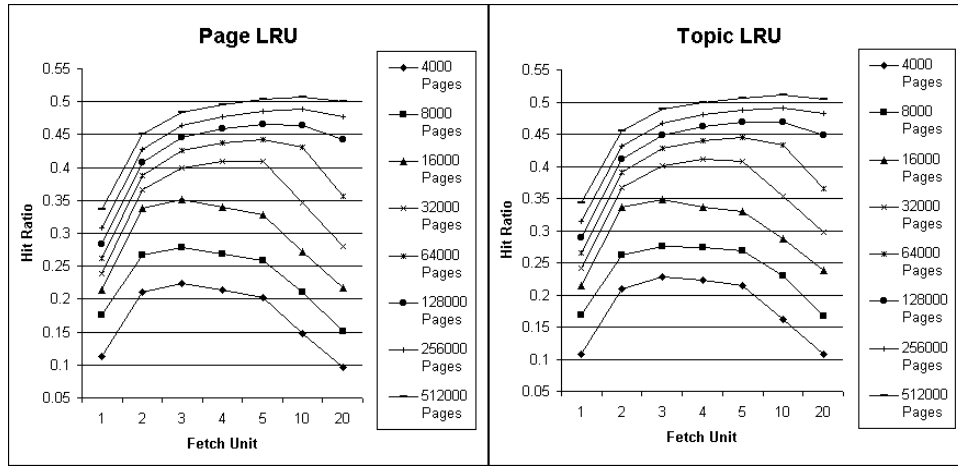 Page LRU
Hit Ratio
0.55
0.5
0.45
0.4
0.35
0.3
0.25
0.2
0.15
0.1
0.05
1 2 3 4 5 10 20
Fetch Unit
4000 Pages
8000 Pages
16000 Pages
32000 Pages
64000 Pages
128000 Pages
256000 Pages
512000 Pages
Topic LRU
Hit Ratio
0.55
0.5
0.45
0.4
0.35
0.3
0.25
0.2
0.15
0.1
0.05
1 2 3 4 5 10 20
Fetch Unit
4000 Pages
8000 Pages
16000 Pages
32000 Pages
64000 Pages
128000 Pages
256000 Pages
512000 Pages